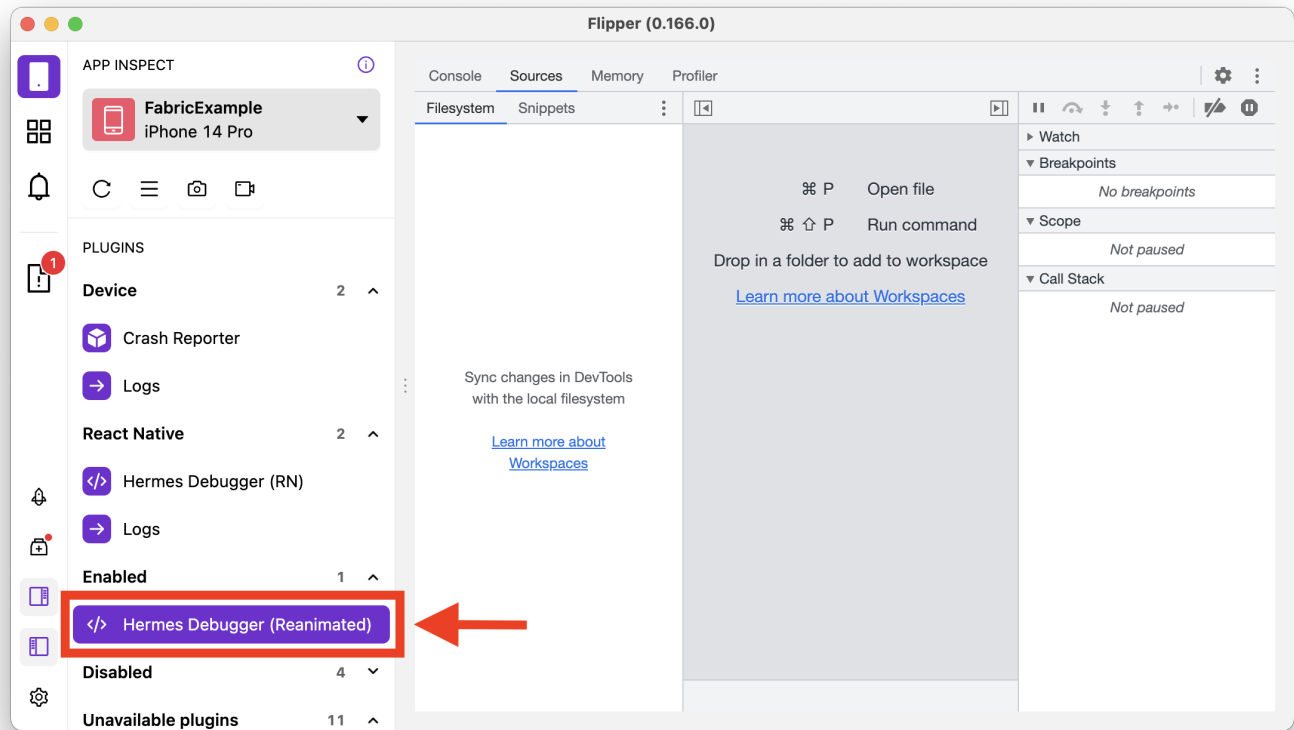 Flipper (0.166.0)
APP INSPECT
FabricExample
iPhone 14 Pro
1
PLUGINS
Device 2
Crash Reporter
Logs
React Native 2
Hermes Debugger (RN)
Logs
Enabled 1
Hermes Debugger (Reanimated)
Disabled 4
Unavailable plugins 11
Console Sources Memory Profiler
Filesystem Snippets
Sync changes in DevTools
with the local filesystem
Learn more about
Workspaces
⌘ P Open file
⌘ ⇧ P Run command
Drop in a folder to add to workspace
Learn more about Workspaces
Watch
Breakpoints
No breakpoints
Scope
Not paused
Call Stack
Not paused